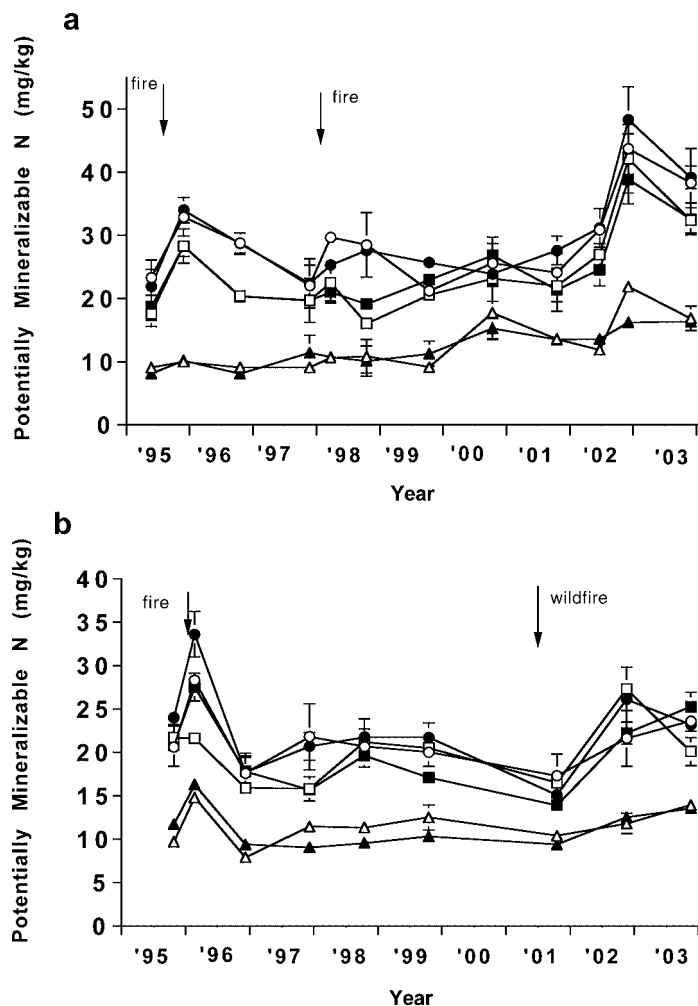 a
Potentially Mineralizable N (mg/kg)
fire
fire
50
40
30
20
10
0
'95 '96 '97 '98 '99 '00 '01 '02 '03
Year
b
Potentially Mineralizable N (mg/kg)
fire
wildfire
40
35
30
25
20
15
10
5
0
'95 '96 '97 '98 '99 '00 '01 '02 '03
Year